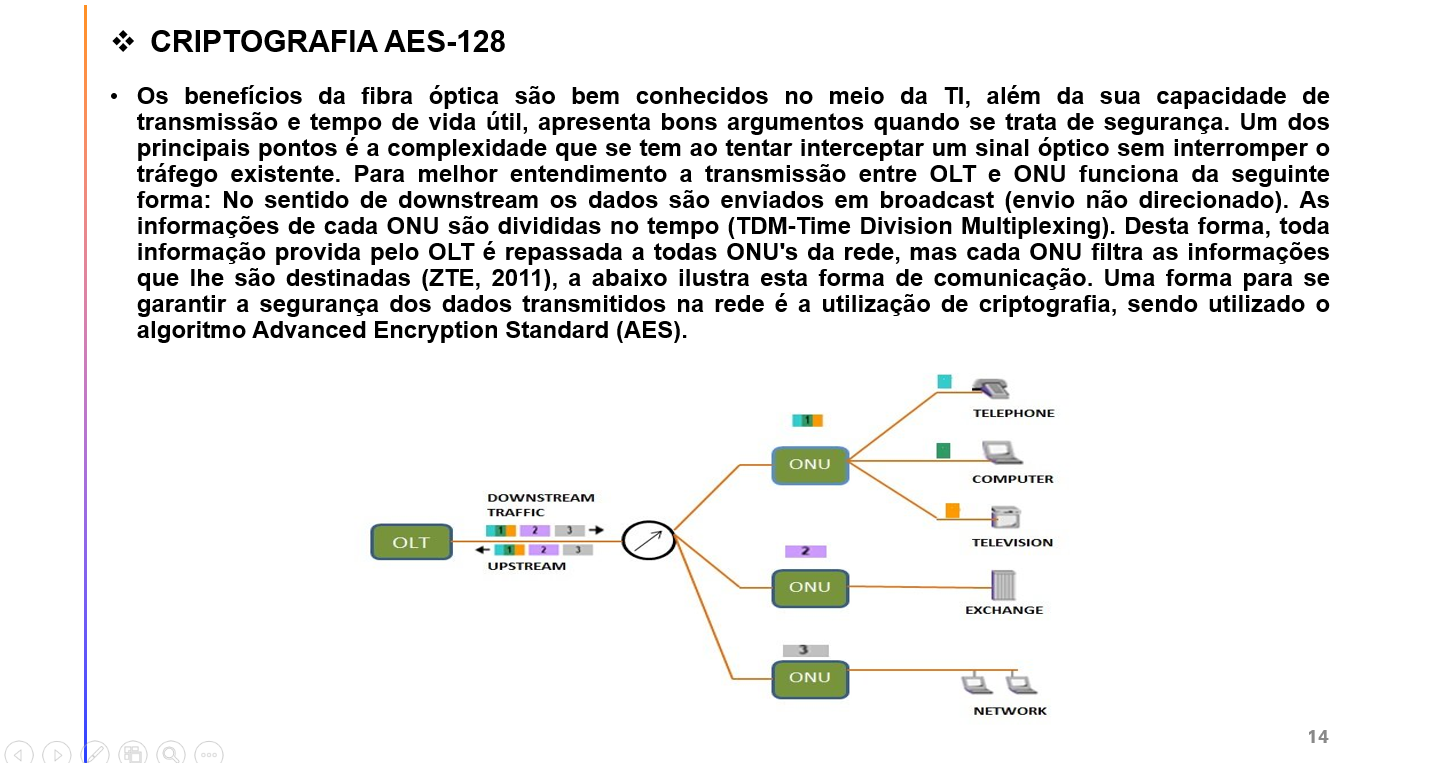 ❖ CRIPTOGRAFIA AES-128
• Os benefícios da fibra óptica são bem conhecidos no meio da TI, além da sua capacidade de
transmissão e tempo de vida útil, apresenta bons argumentos quando se trata de segurança. Um dos
principais pontos é a complexidade que se tem ao tentar interceptar um sinal óptico sem interromper o
tráfego existente. Para melhor entendimento a transmissão entre OLT e ONU funciona da seguinte
forma: No sentido de downstream os dados são enviados em broadcast (envio não direcionado). As
informações de cada ONU são divididas no tempo (TDM-Time Division Multiplexing). Desta forma, toda
informação provida pelo OLT é repassada a todas ONU's da rede, mas cada ONU filtra as informações
que lhe são destinadas (ZTE, 2011), a abaixo ilustra esta forma de comunicação. Uma forma para se
garantir a segurança dos dados transmitidos na rede é a utilização de criptografia, sendo utilizado o
algoritmo Advanced Encryption Standard (AES).
TELEPHONE
1
ONU
COMPUTER
DOWNSTREAM
TRAFFIC
1 2 3
OLT
1 2 3
UPSTREAM
TELEVISION
2
ONU
EXCHANGE
3
ONU
NETWORK
14